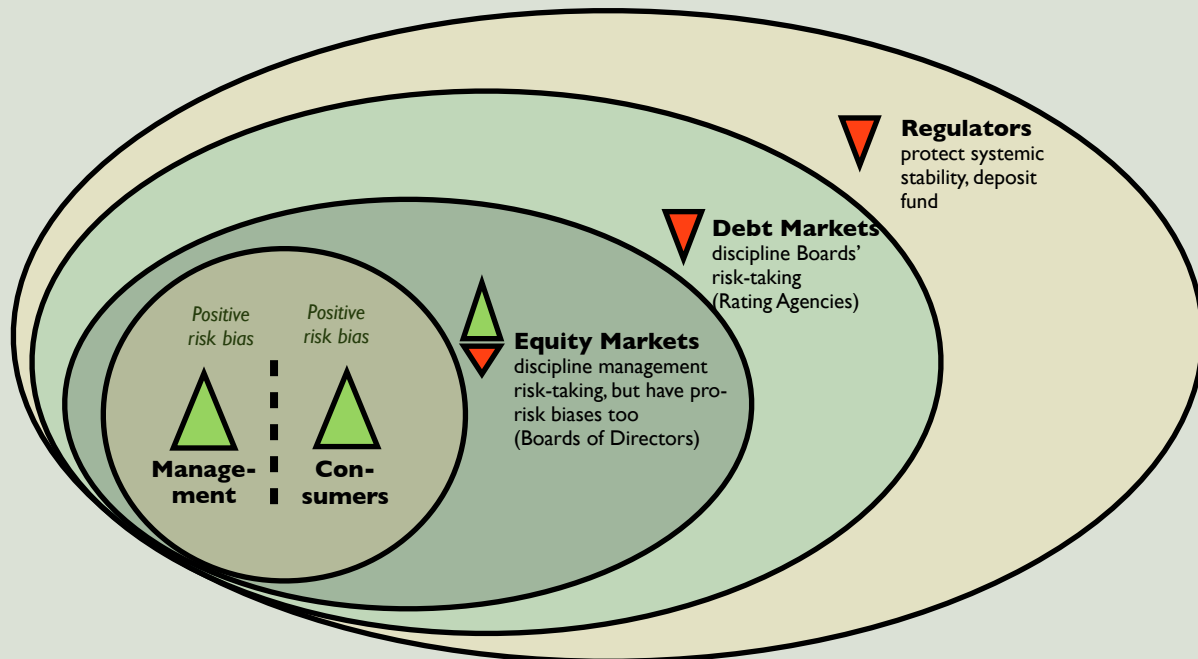 Regulators
protect systemic
stability, deposit
fund
Debt Markets
discipline Boards’
risk-taking
(Rating Agencies)
Equity Markets
discipline management
risk-taking, but have pro-
risk biases too
(Boards of Directors)
Positive
risk bias
Manage-
ment
Positive
risk bias
Con-
sumers